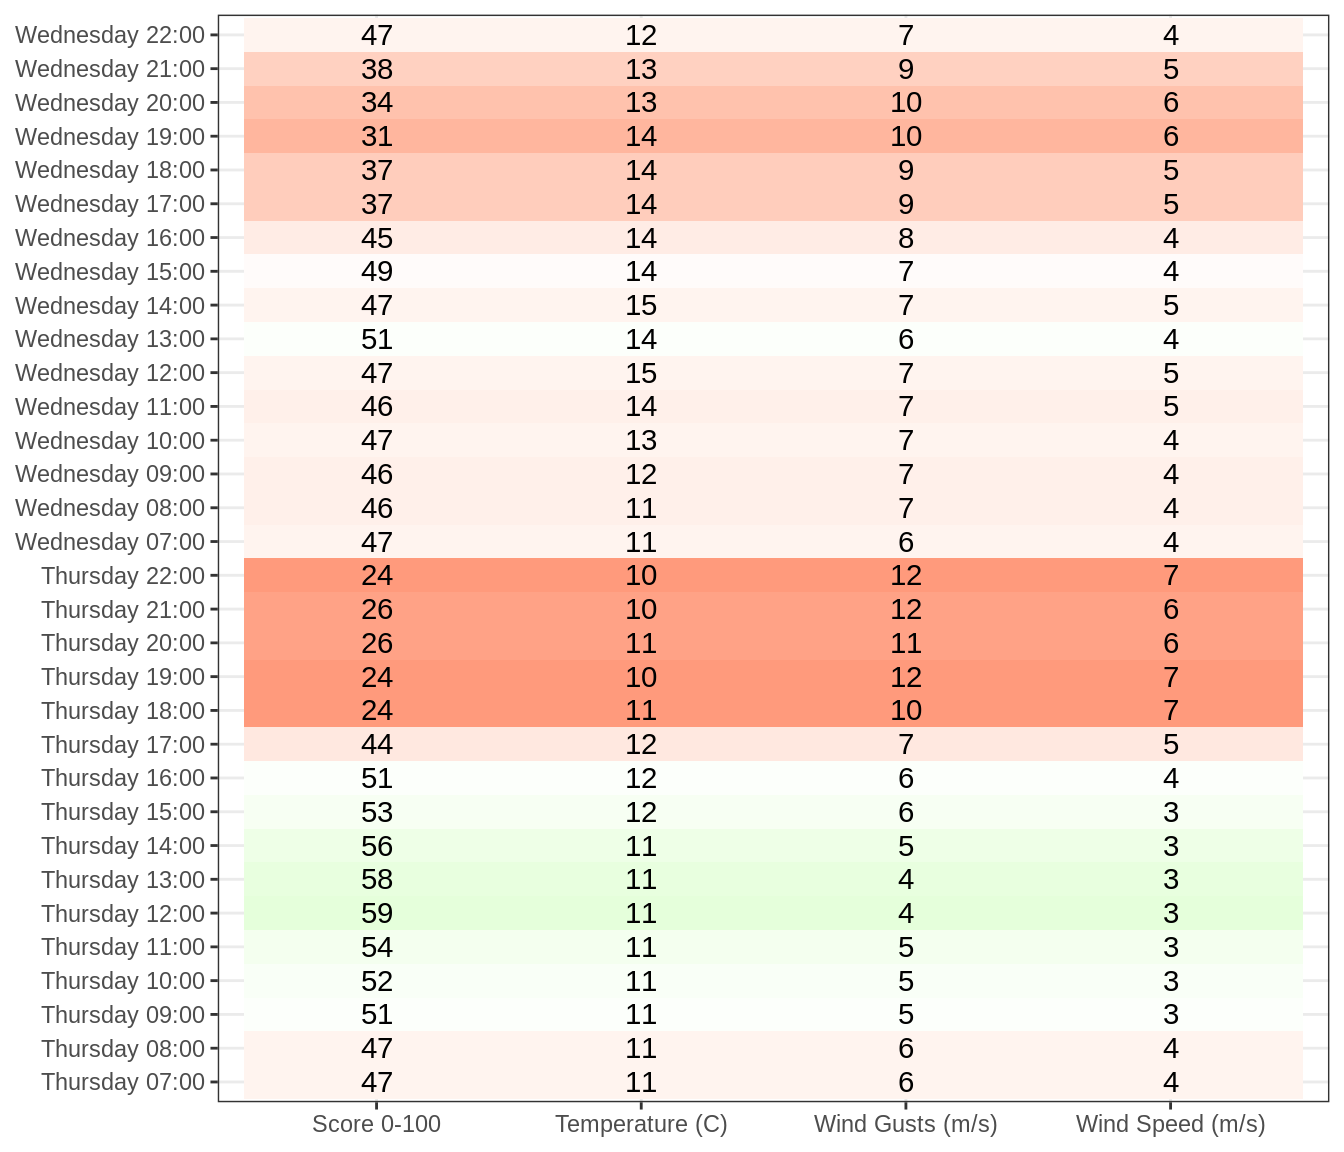 Wednesday 22:00 47 12 7 4
Wednesday 21:00 38 13 9 5
Wednesday 20:00 34 13 10 6
Wednesday 19:00 31 14 10 6
Wednesday 18:00 37 14 9 5
Wednesday 17:00 37 14 9 5
Wednesday 16:00 45 14 8 4
Wednesday 15:00 49 14 7 4
Wednesday 14:00 47 15 7 5
Wednesday 13:00 51 14 6 4
Wednesday 12:00 47 15 7 5
Wednesday 11:00 46 14 7 5
Wednesday 10:00 47 13 7 4
Wednesday 09:00 46 12 7 4
Wednesday 08:00 46 11 7 4
Wednesday 07:00 47 11 6 4
Thursday 22:00 24 10 12 7
Thursday 21:00 26 10 12 6
Thursday 20:00 26 11 11 6
Thursday 19:00 24 10 12 7
Thursday 18:00 24 11 10 7
Thursday 17:00 44 12 7 5
Thursday 16:00 51 12 6 4
Thursday 15:00 53 12 6 3
Thursday 14:00 56 11 5 3
Thursday 13:00 58 11 4 3
Thursday 12:00 59 11 4 3
Thursday 11:00 54 11 5 3
Thursday 10:00 52 11 5 3
Thursday 09:00 51 11 5 3
Thursday 08:00 47 11 6 4
Thursday 07:00 47 11 6 4
Score 0-100 Temperature (C) Wind Gusts (m/s) Wind Speed (m/s)